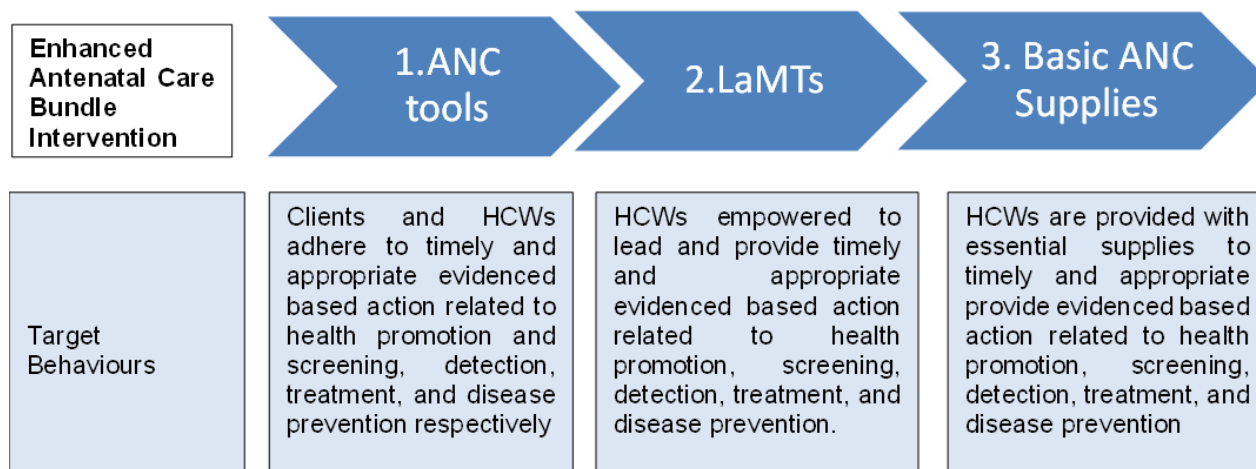 Enhanced
Antenatal Care
Bundle
Intervention
1.ANC
tools
2.LaMTs
3. Basic ANC
Supplies
Target
Behaviours
Clients and HCWs
adhere to timely and
appropriate evidenced
based action related to
health promotion and
screening, detection,
treatment, and disease
prevention respectively
HCWs empowered to
lead and provide timely
and appropriate
evidenced based action
related to health
promotion, screening,
detection, treatment, and
disease prevention.
HCWs are provided with
essential supplies to
timely and appropriate
provide evidenced based
action related to health
promotion, screening,
detection, treatment, and
disease prevention